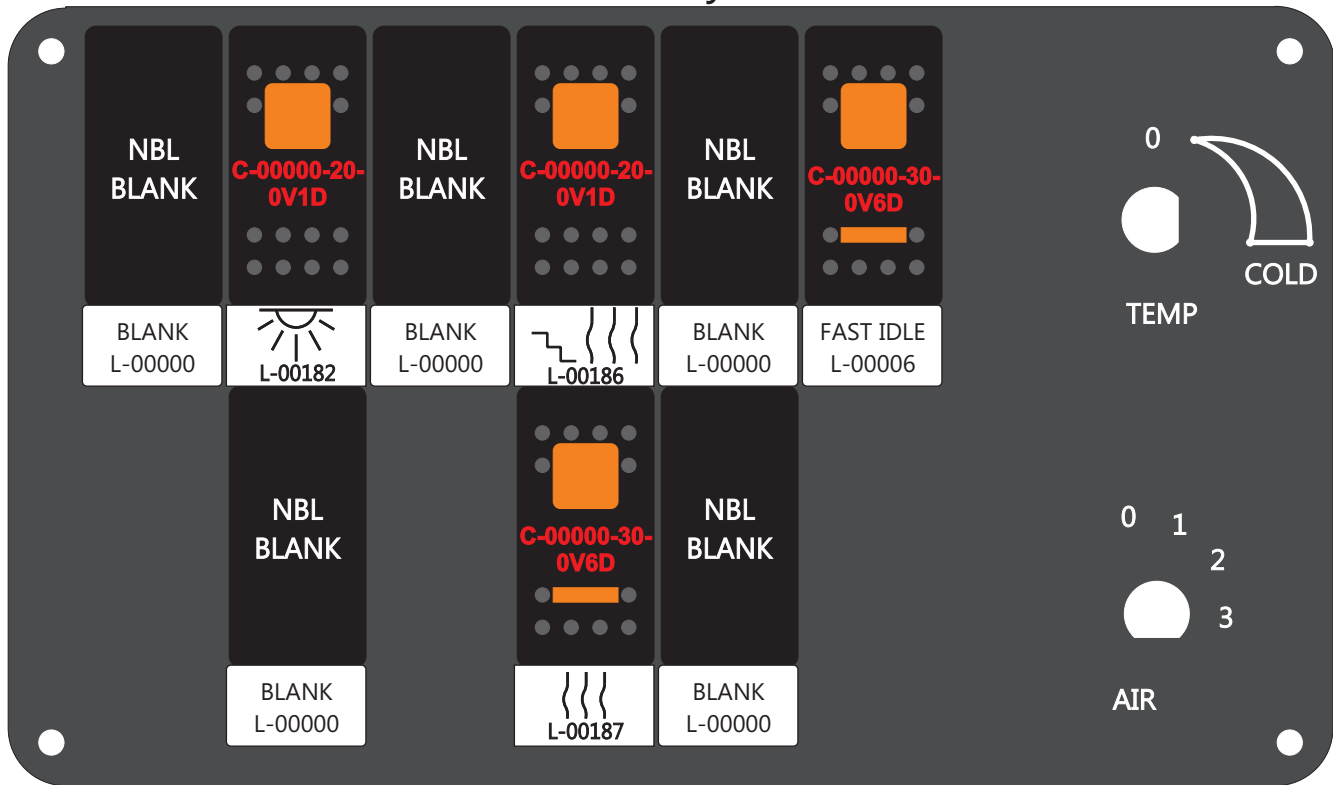 NBL
BLANK
C-00000-20-
0V1D
NBL
BLANK
C-00000-20-
0V1D
NBL
BLANK
C-00000-30-
0V6D
BLANK
L-00000
L-00182
BLANK
L-00000
L-00186
BLANK
L-00000
FAST IDLE
L-00006
0
COLD
TEMP
NBL
BLANK
C-00000-30-
0V6D
NBL
BLANK
BLANK
L-00000
L-00187
BLANK
L-00000
0
1
2
3
AIR